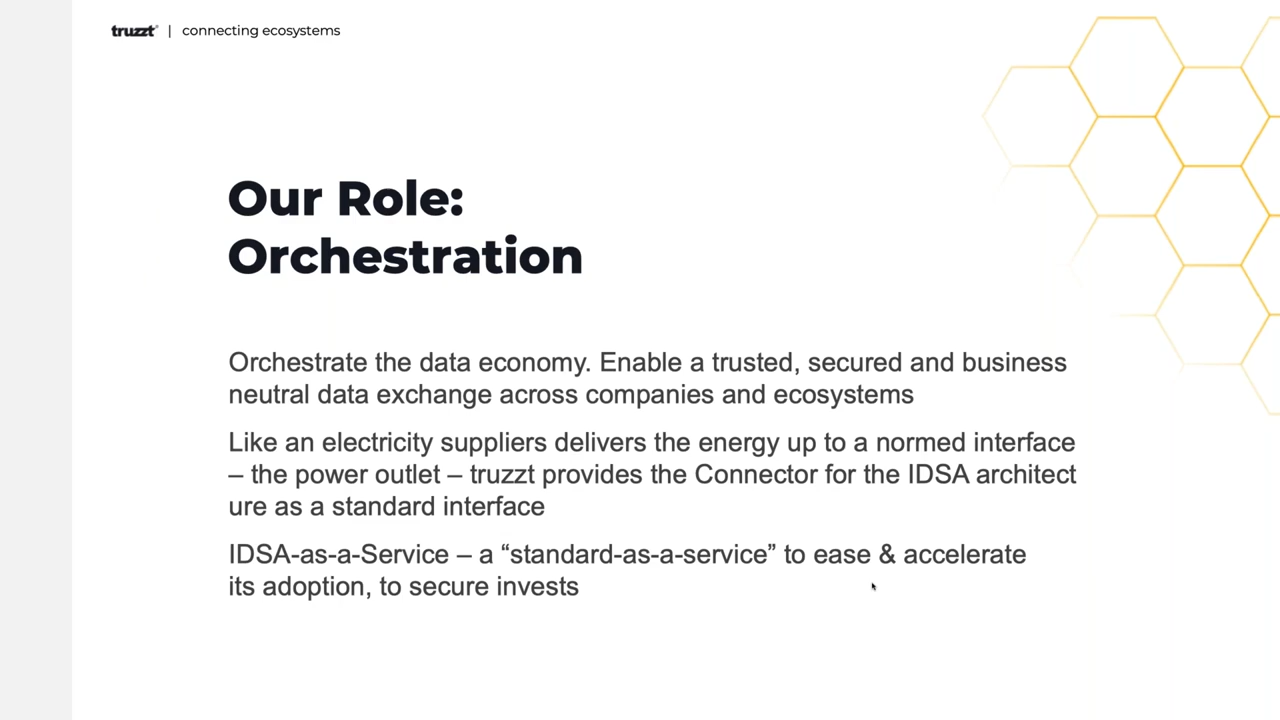 truzzt® | connecting ecosystems
Our Role:
Orchestration
Orchestrate the data economy. Enable a trusted, secured and business
neutral data exchange across companies and ecosystems
Like an electricity suppliers delivers the energy up to a normed interface
– the power outlet – truzzt provides the Connector for the IDSA architect
ure as a standard interface
IDSA-as-a-Service – a “standard-as-a-service” to ease & accelerate
its adoption, to secure invests